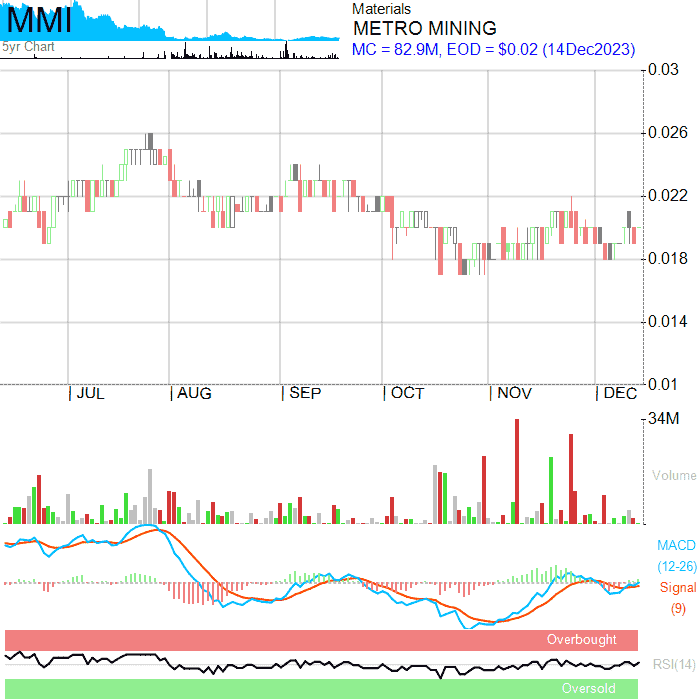 MMI
5yr Chart
Materials
METRO MINING
MC = 82.9M, EOD = $0.02 (14Dec2023)
0.03
0.026
0.022
0.018
0.014
0.01
JUL
AUG
SEP
OCT
NOV
DEC
34M
Volume
MACD
(12-26)
Signal
(9)
Overbought
RSI(14)
Oversold